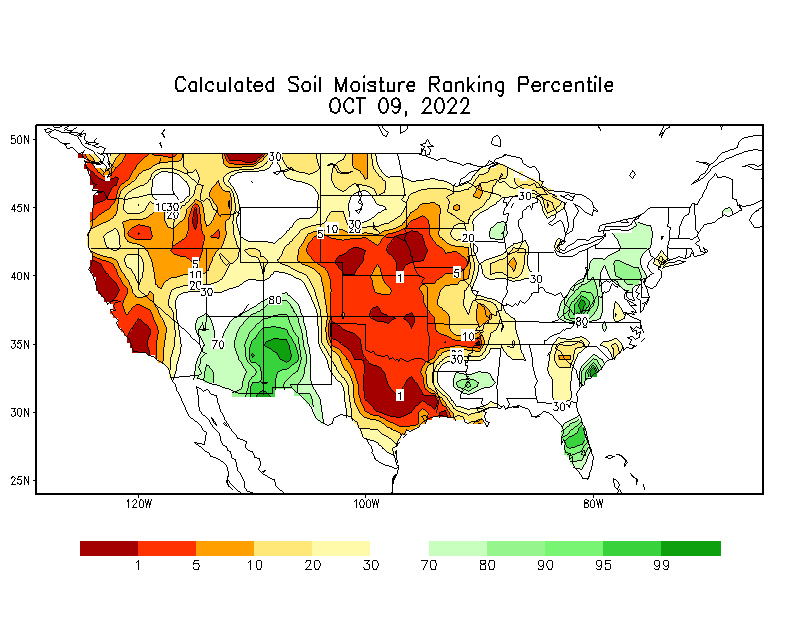 Calculated Soil Moisture Ranking Percentile
OCT 09, 2022
50N
45N
40N
35N
30N
25N
30
30
10 30
20
30
5 10 20
20
5
10
20
30
1
5
30
80
70
80
10
30
1
30
120W
100W
80W
1 5 10 20 30 70 80 90 95 99